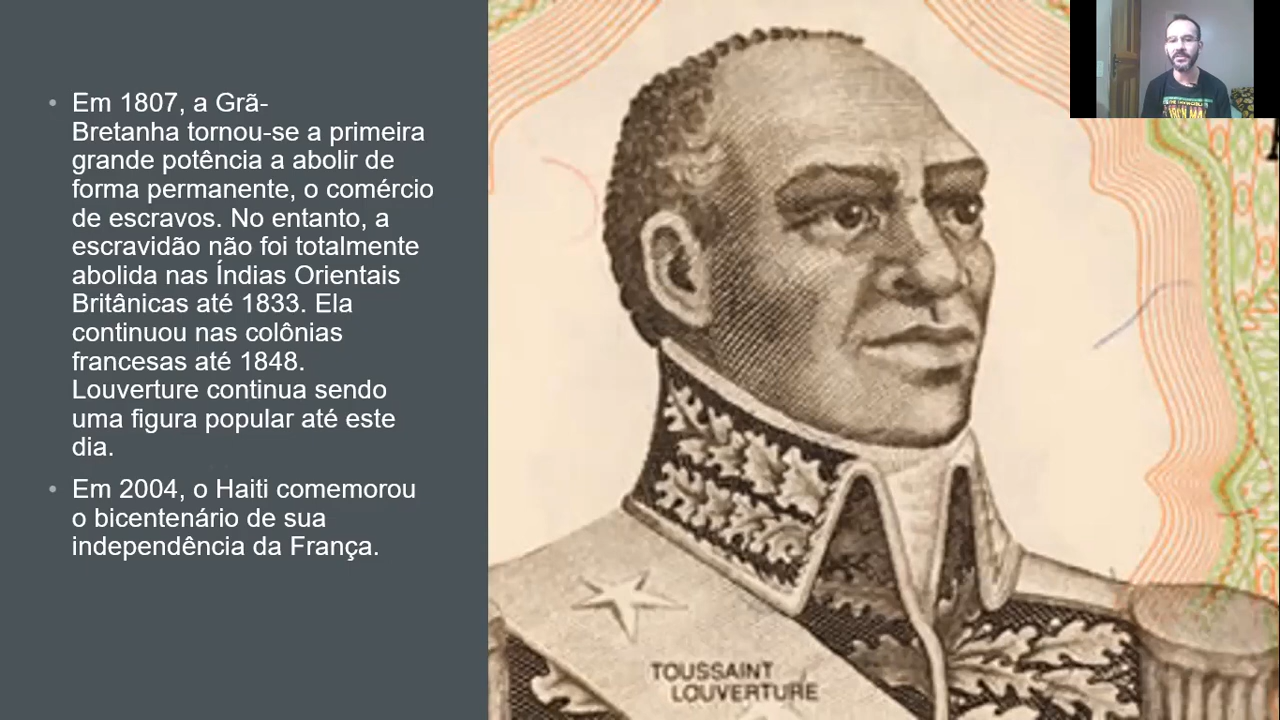 • Em 1807, a Grã-
Bretanha tornou-se a primeira
grande potência a abolir de
forma permanente, o comércio
de escravos. No entanto, a
escravidão não foi totalmente
abolida nas Índias Orientais
Britânicas até 1833. Ela
continuou nas colônias
francesas até 1848.
Louverture continua sendo
uma figura popular até este
dia.
• Em 2004, o Haiti comemorou
o bicentenário de sua
independência da França.
TOUSSAINT
LOUVERTURE